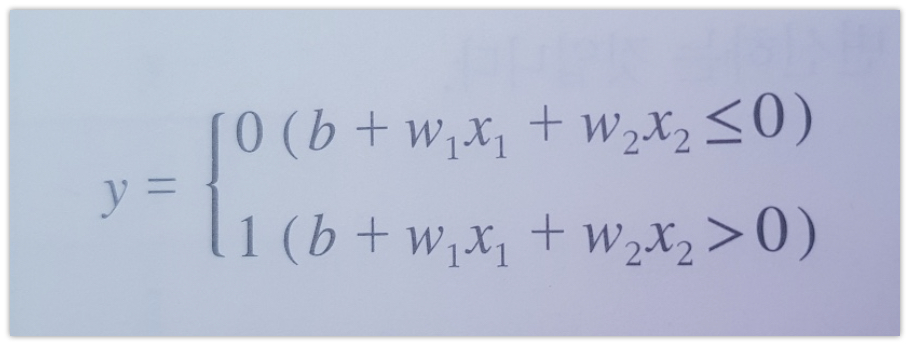 0 (b + w₁x₁ + w₂x₂ ≤ 0)
y =
1 (b + w₁x₁ + w₂x₂ > 0)